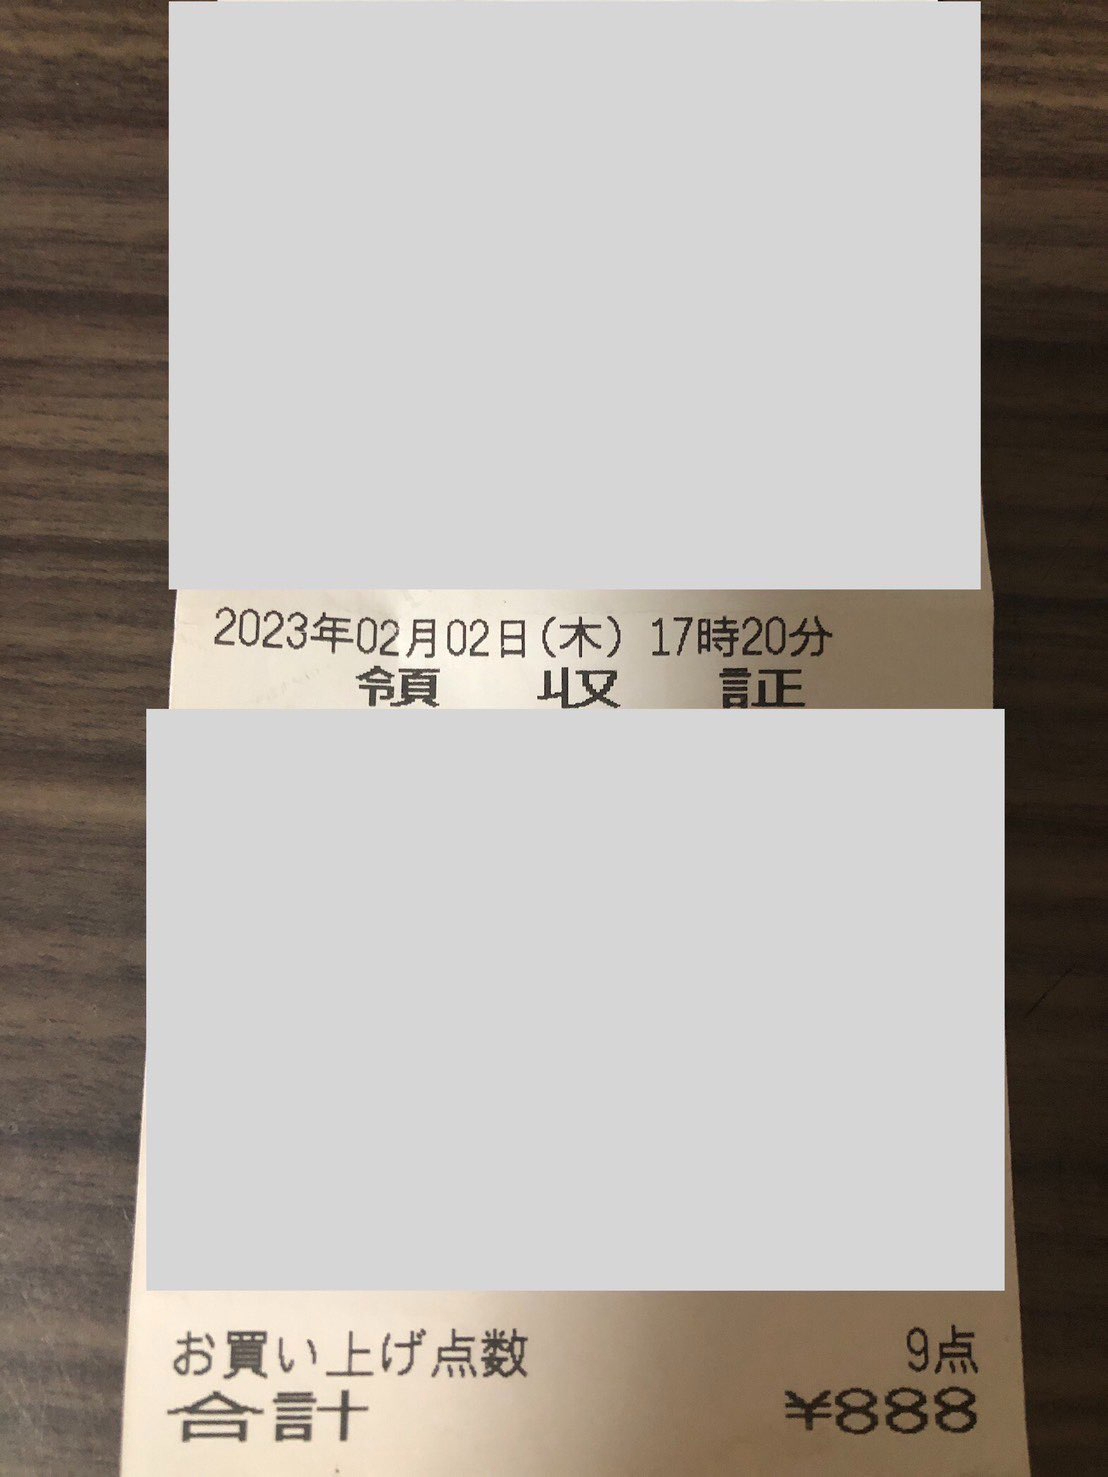 2023年02月02日(木) 17時20分
領 収 証
お買い上げ点数 9点
合計 ¥888